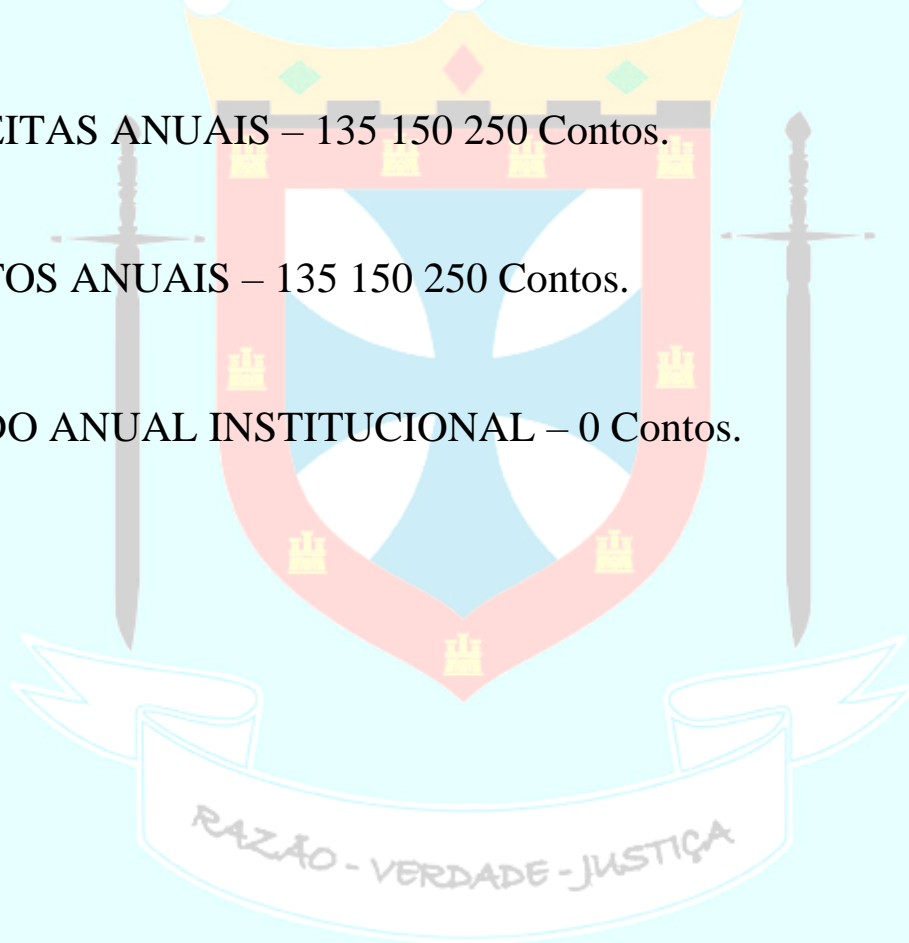 EITAS ANUAIS – 135 150 250 Contos.
TOS ANUAIS – 135 150 250 Contos.
DO ANUAL INSTITUCIONAL – 0 Contos.
RAZÃO - VERDADE - JUSTIÇA